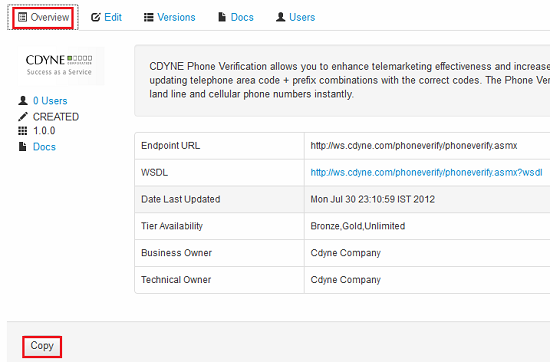 Overview Edit Versions Docs Users
CDYNE
CORPORATION
Success as a Service
0 Users
CREATED
1.0.0
Docs
CDYNE Phone Verification allows you to enhance telemarketing effectiveness and increase
updating telephone area code + prefix combinations with the correct codes. The Phone Ver
land line and cellular phone numbers instantly.
Endpoint URL http://ws.cdyne.com/phoneverify/phoneverify.asmx
WSDL http://ws.cdyne.com/phoneverify/phoneverify.asmx?wsdl
Date Last Updated Mon Jul 30 23:10:59 IST 2012
Tier Availability Bronze,Gold,Unlimited
Business Owner Cdyne Company
Technical Owner Cdyne Company
Copy